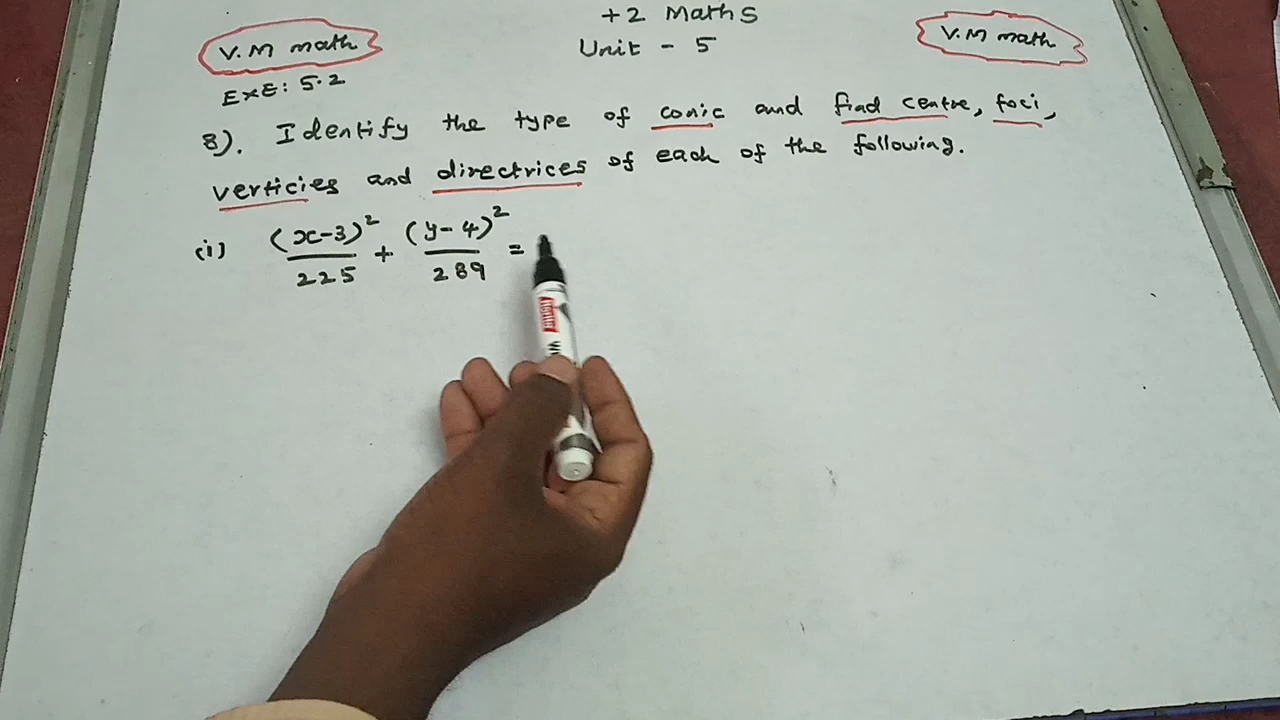 +2 Maths
V.M math
Unit - 5
V.M math
EXE: 5.2
8). Identify the type of conic and find centre, foci,
verticies and directrices of each of the following.
(i) (x-3)²/225 + (y-4)²/289 =